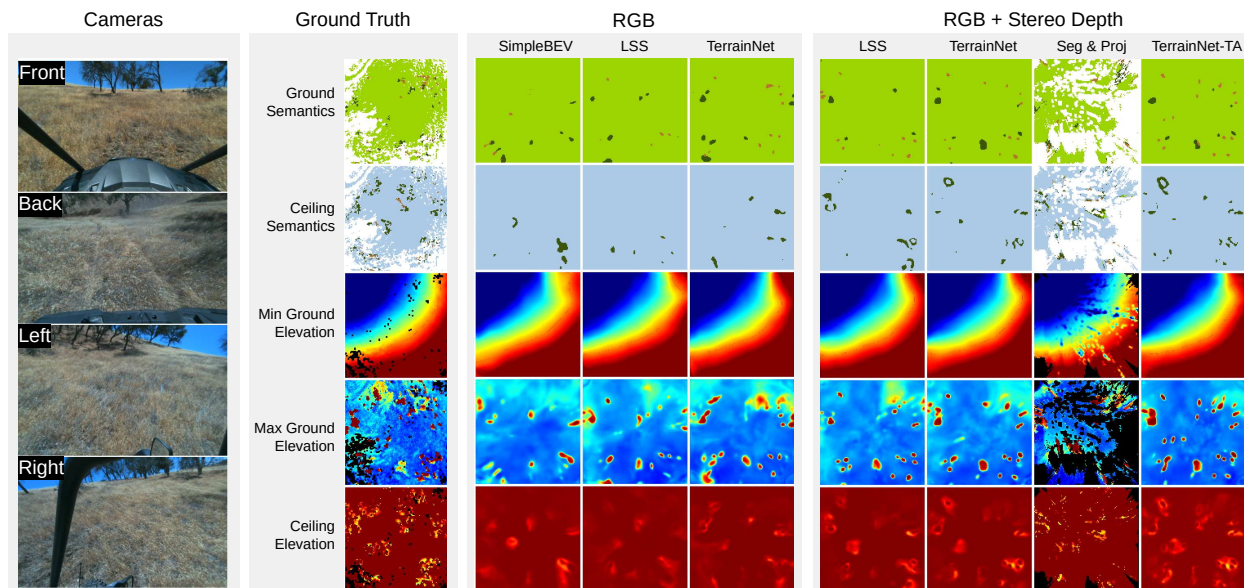 Cameras
Ground Truth
RGB
RGB + Stereo Depth
SimpleBEV
LSS
TerrainNet
LSS
TerrainNet
Seg & Proj
TerrainNet-TA
Front
Back
Left
Right
Ground
Semantics
Ceiling
Semantics
Min Ground
Elevation
Max Ground
Elevation
Ceiling
Elevation